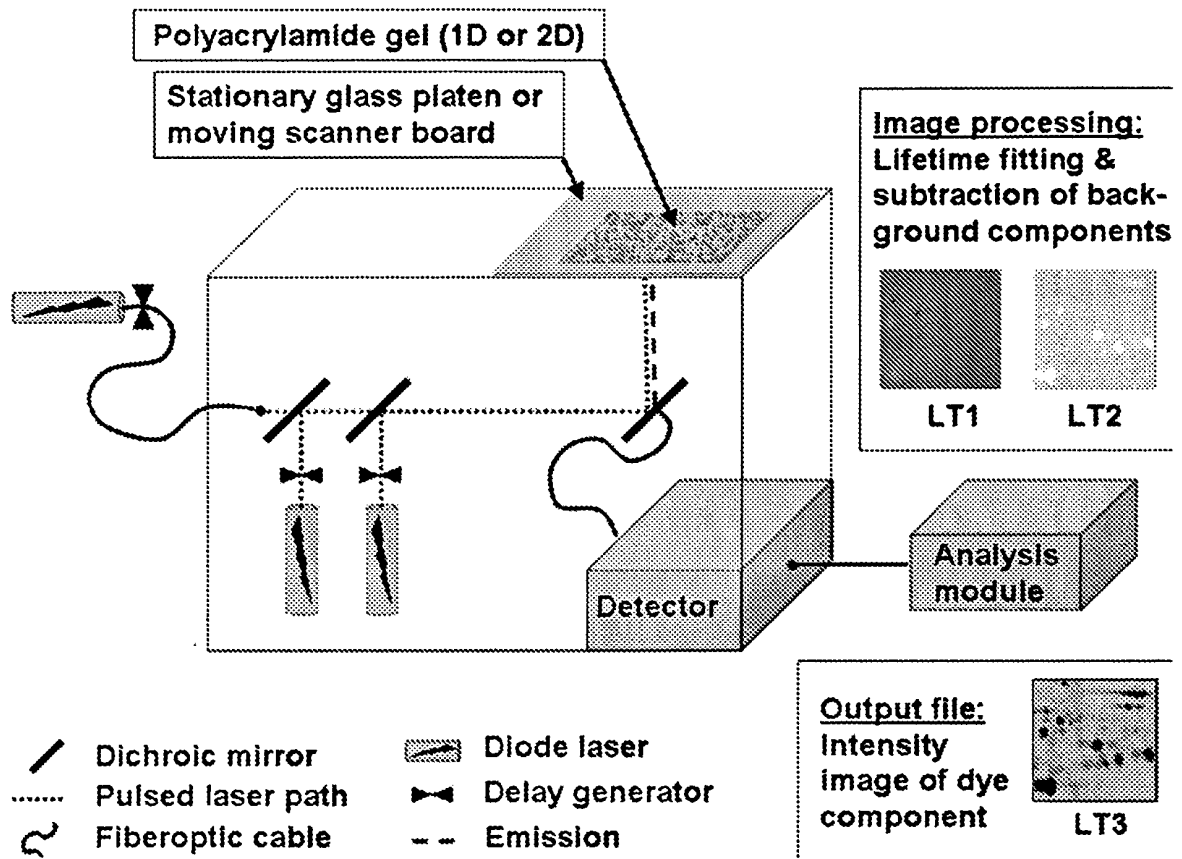 Polyacrylamide gel (1D or 2D)
Stationary glass platen or
moving scanner board
Image processing:
Lifetime fitting &
subtraction of back-
ground components
LT1
LT2
Detector
Analysis
module
Output file:
Intensity
image of dye
component
LT3
Dichroic mirror
Pulsed laser path
Fiberoptic cable
Diode laser
Delay generator
Emission